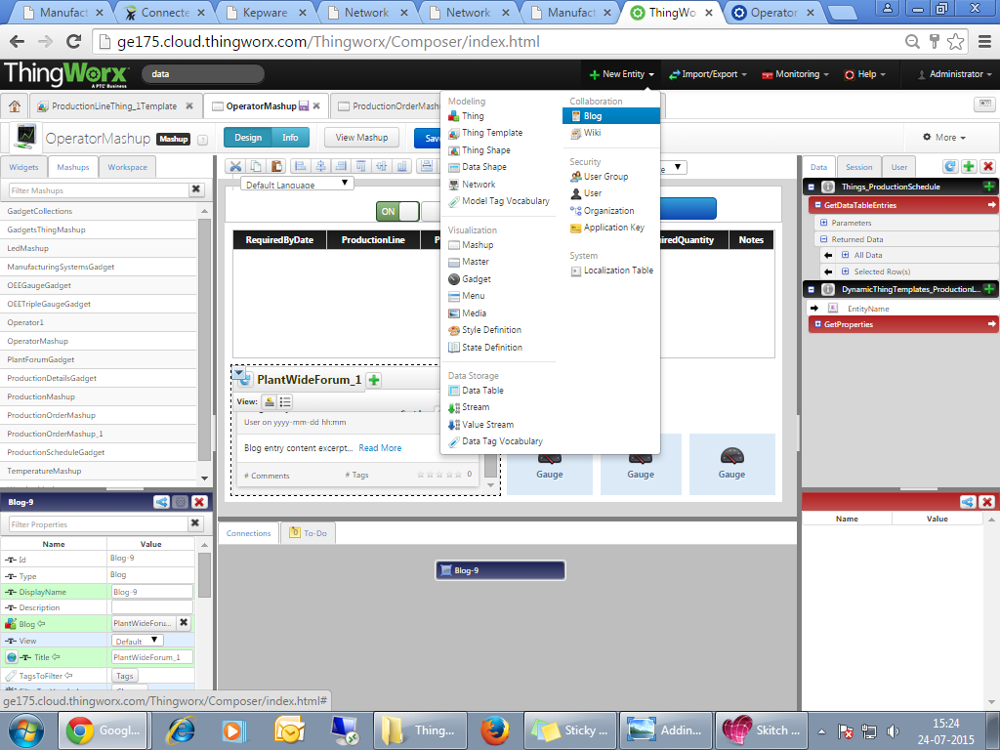 Manufact
Connecte
Kepware
Network
Network
Manufact
ThingWo
Operator
ge175.cloud.thingworx.com/Thingworx/Composer/index.html
ThingWorx
A PTC Business
data
New Entity
Import/Export
Monitoring
Help
Administrator
ProductionLineThing_1Template
OperatorMashup
ProductionOrderMash
OperatorMashup
Mashup
?
Design
Info
View Mashup
Sav
More
Widgets
Mashups
Workspace
Filter Mashups
GadgetCollections
GadgetsThingMashup
LedMashup
ManufacturingSystemsGadget
OEEGaugeGadget
OEETripleGaugeGadget
Operator1
OperatorMashup
PlantForumGadget
ProductionDetailsGadget
ProductionMashup
ProductionOrderMashup
ProductionOrderMashup_1
ProductionScheduleGadget
TemperatureMashup
Default Language
ON
RequiredByDate
ProductionLine
P
iredQuantity
Notes
PlantWideForum_1
View:
User on yyyy-mm-dd hh:mm
Blog entry content excerpt... Read More
# Comments
# Tags
0
Gauge
Gauge
Gauge
Modeling
Thing
Thing Template
Thing Shape
Data Shape
Network
Model Tag Vocabulary
Visualization
Mashup
Master
Gadget
Menu
Media
Style Definition
State Definition
Data Storage
Data Table
Stream
Value Stream
Data Tag Vocabulary
Collaboration
Blog
Wiki
Security
User Group
User
Organization
Application Key
System
Localization Table
e
Data
Session
User
Things_ProductionSchedule
GetDataTableEntries
Parameters
Returned Data
All Data
Selected Row(s)
DynamicThingTemplates_ProductionL...
EntityName
GetProperties
Blog-9
Filter Properties
Name
Value
Id
Blog-9
Type
Blog
DisplayName
Blog-9
Description
Blog
PlantWideForu...
View
Default
Title
PlantWideForum_1
TagsToFilter
Tags
Connections
To-Do
Blog-9
Name
Value
ge175.cloud.thingworx.com/Thingworx/Composer/index.html#
Googl...
Thing...
Sticky ...
Addin...
Skitch ...
15:24
24-07-2015